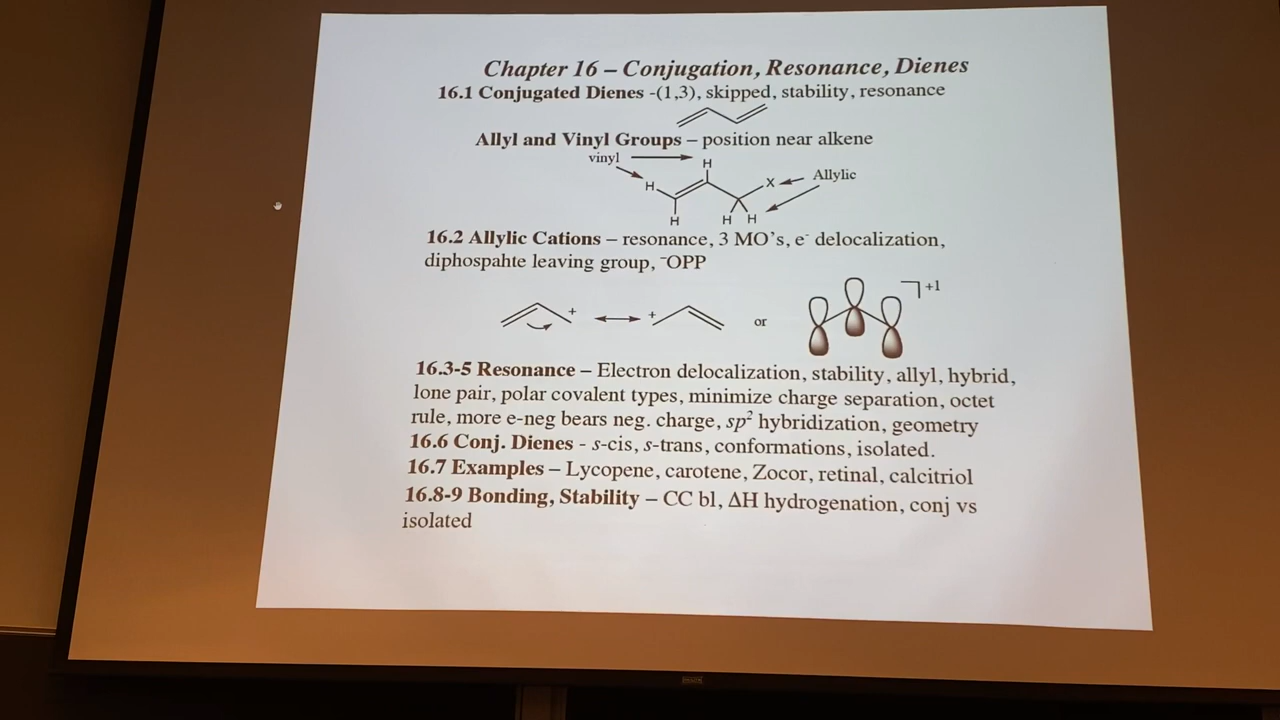 Chapter 16 – Conjugation, Resonance, Dienes
16.1 Conjugated Dienes -(1,3), skipped, stability, resonance
Allyl and Vinyl Groups – position near alkene
vinyl
H
Allylic
H
X
H
H H
16.2 Allylic Cations – resonance, 3 MO's, e⁻ delocalization,
diphospahte leaving group, ⁻OPP
+1
+ + or
16.3-5 Resonance – Electron delocalization, stability, allyl, hybrid,
lone pair, polar covalent types, minimize charge separation, octet
rule, more e-neg bears neg. charge, sp² hybridization, geometry
16.6 Conj. Dienes - s-cis, s-trans, conformations, isolated.
16.7 Examples – Lycopene, carotene, Zocor, retinal, calcitriol
16.8-9 Bonding, Stability – CC bl, ΔH hydrogenation, conj vs
isolated